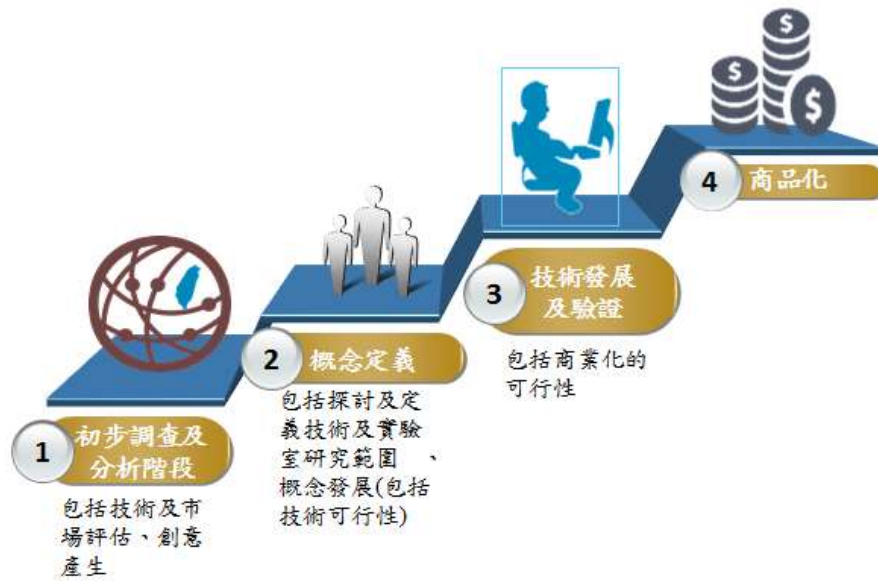 1
初步調查及
分析階段
包括技術及市
場評估、創意
產生
2
概念定義
包括探討及定
義技術及實驗
室研究範圍 、
概念發展(包括
技術可行性)
3
技術發展
及驗證
包括商業化的
可行性
4
商品化
$
$
$